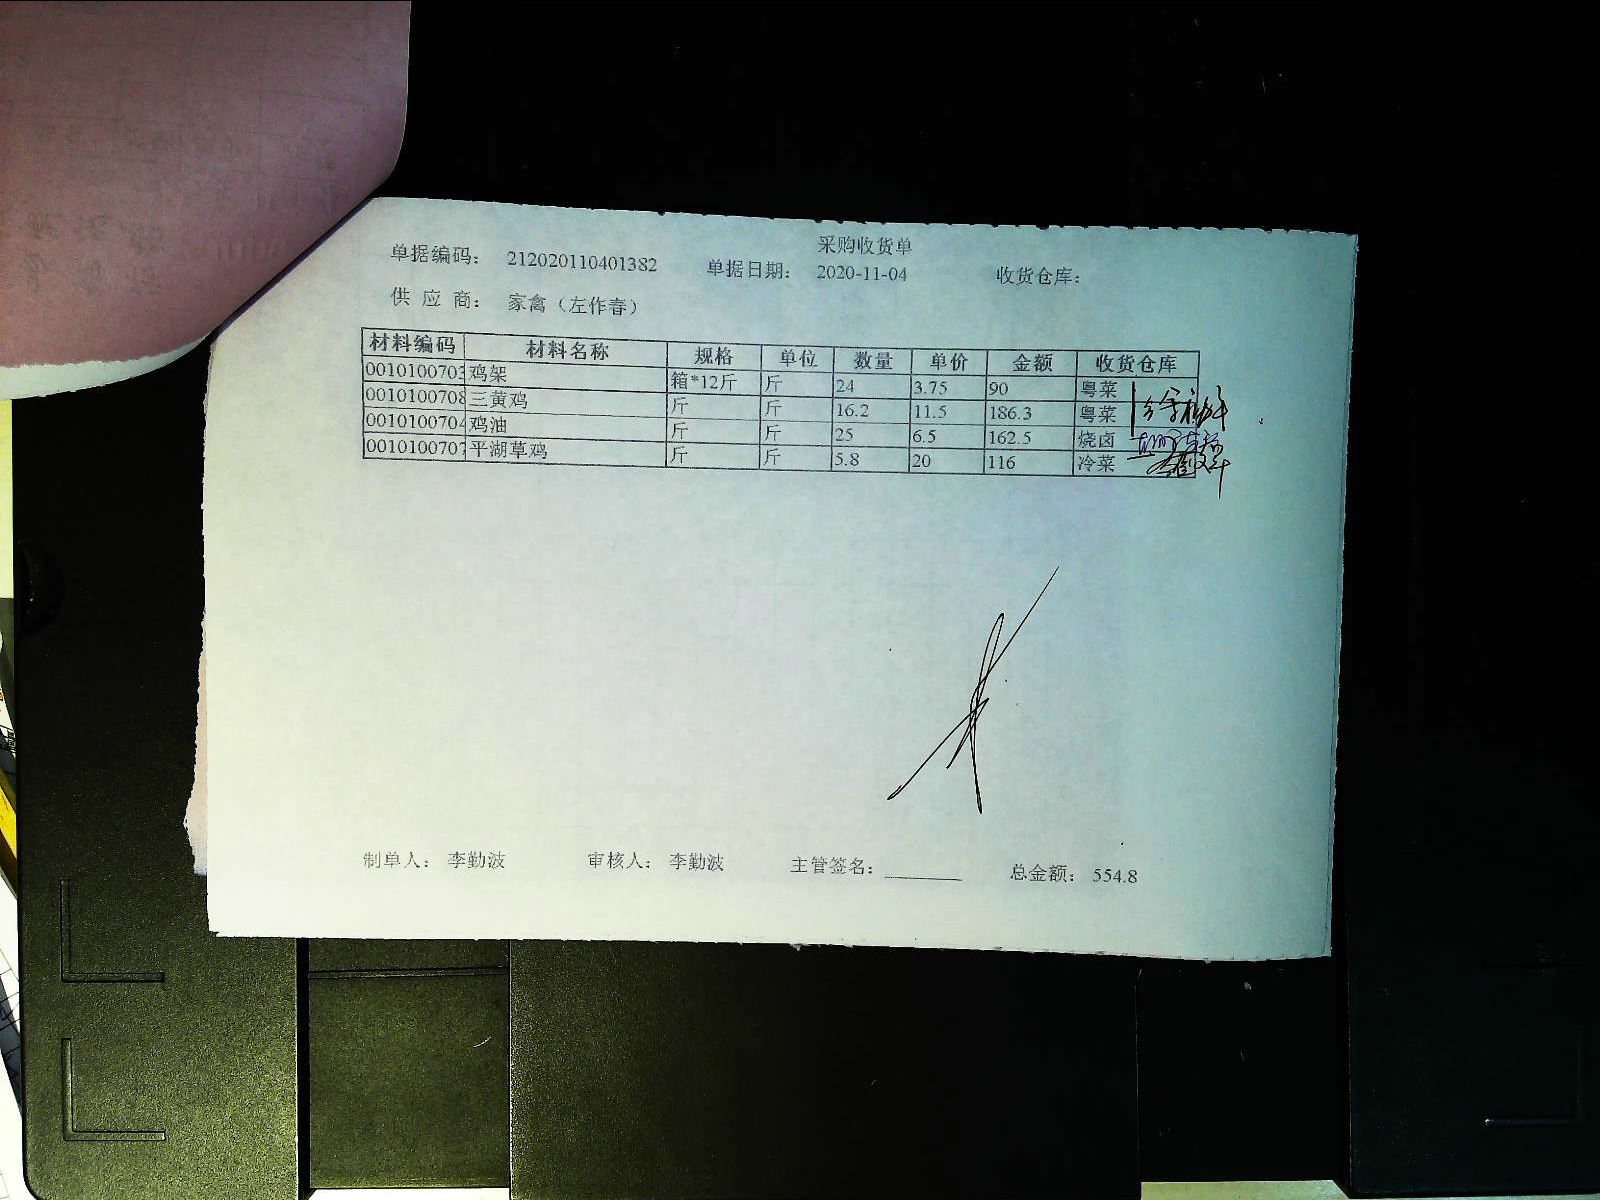 采购收货单
单据编码: 212020110401382 单据日期: 2020-11-04 收货仓库:
供 应 商: 家禽（左作春）
材料编码 材料名称 规格 单位 数量 单价 金额 收货仓库
0010100703 鸡架 箱*12斤 斤 24 3.75 90 粤菜
0010100708 三黄鸡 斤 斤 16.2 11.5 186.3 粤菜
0010100704 鸡油 斤 斤 25 6.5 162.5 烧卤
0010100707 平湖草鸡 斤 斤 5.8 20 116 冷菜
制单人: 李勤波 审核人: 李勤波 主管签名: 总金额: 554.8